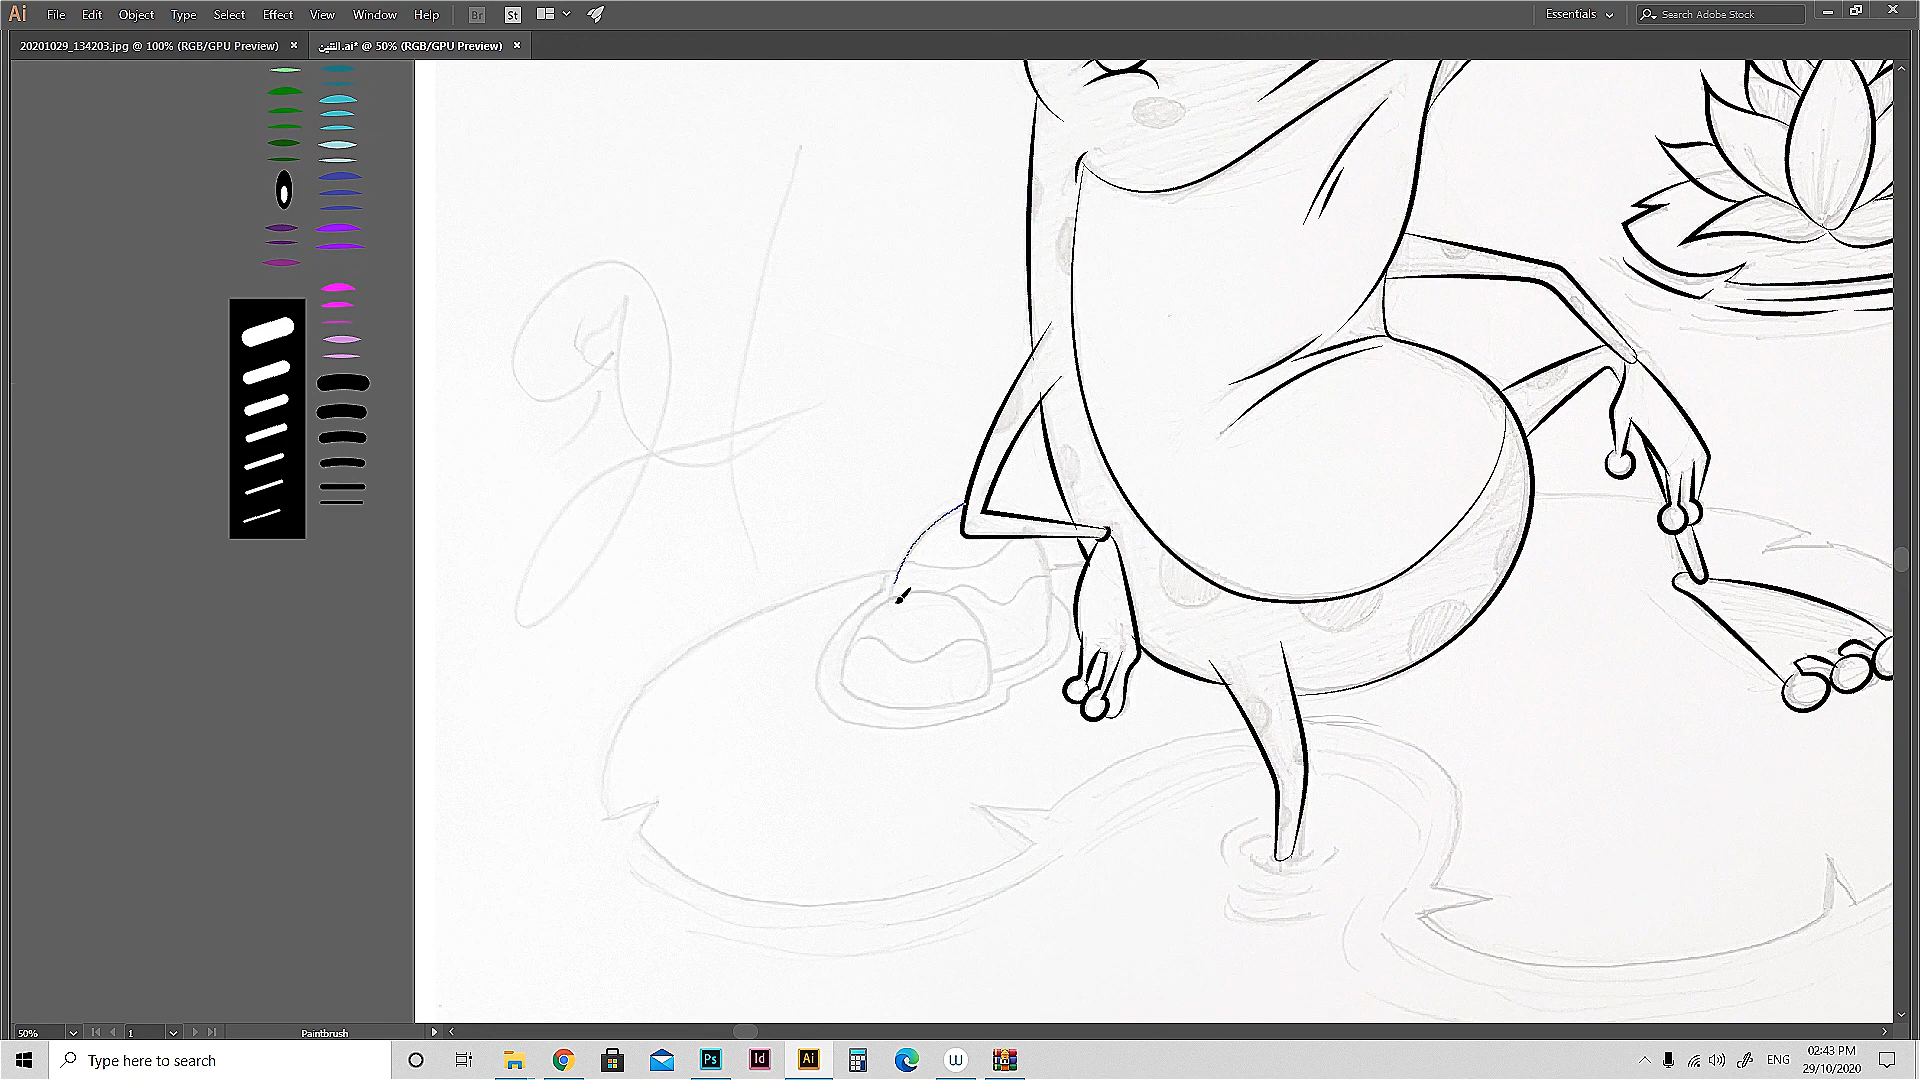 Ai File Edit Object Type Select Effect View Window Help Br St Essentials Search Adobe Stock
20201029_134203.jpg @ 100% (RGB/GPU Preview) × التنين.ai* @ 50% (RGB/GPU Preview) ×
50% 1 Paintbrush
Type here to search Ps Id Ai W ENG 02:43 PM
29/10/2020